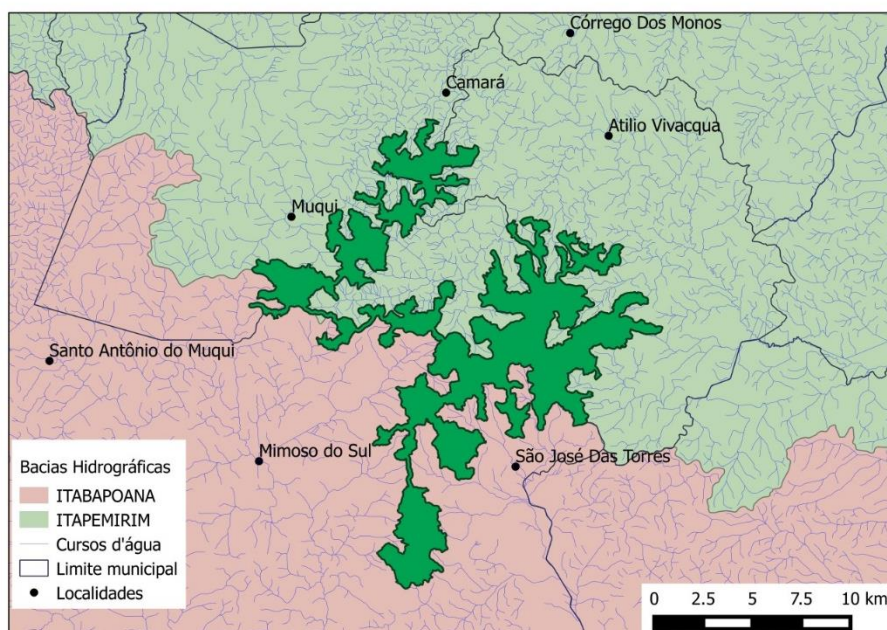 Córrego Dos Monos
Camará
Atilio Vivacqua
Muqui
Santo Antônio do Muqui
Mimoso do Sul
São José Das Torres
Bacias Hidrográficas
ITABAPOANA
ITAPEMIRIM
Cursos d'água
Limite municipal
Localidades
0 2.5 5 7.5 10 km